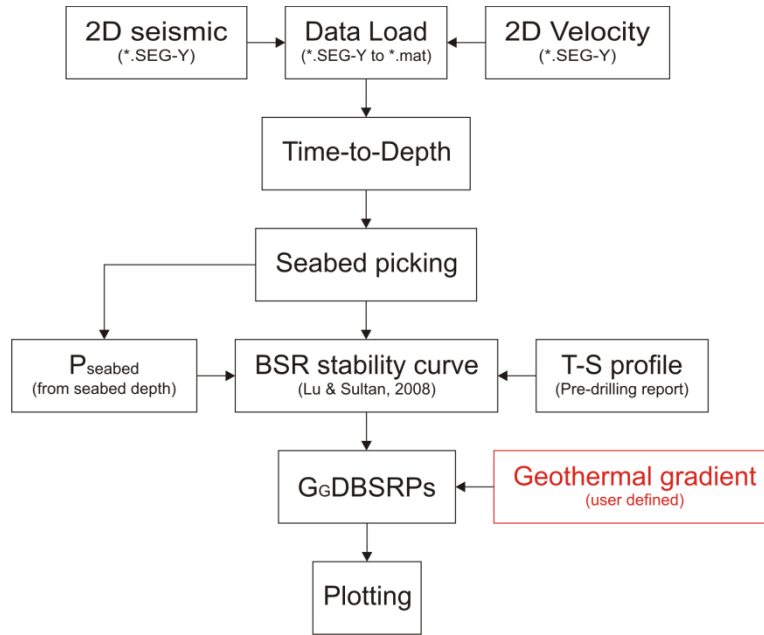 2D seismic
(*.SEG-Y)
Data Load
(*.SEG-Y to *.mat)
2D Velocity
(*.SEG-Y)
Time-to-Depth
Seabed picking
Pseabed
(from seabed depth)
BSR stability curve
(Lu & Sultan, 2008)
T-S profile
(Pre-drilling report)
GGDBSRPs
Geothermal gradient
(user defined)
Plotting